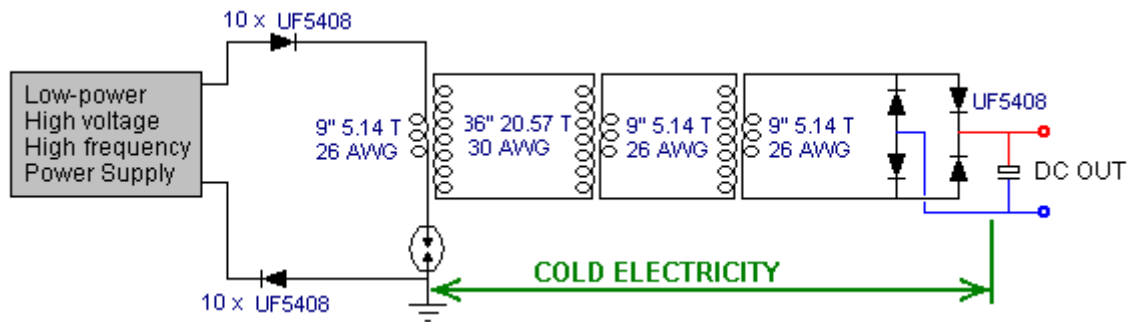 10 x UF5408
Low-power
High voltage
High frequency
Power Supply
9" 5.14 T
26 AWG
36" 20.57 T
30 AWG
9" 5.14 T
26 AWG
9" 5.14 T
26 AWG
UF5408
DC OUT
COLD ELECTRICITY
10 x UF5408